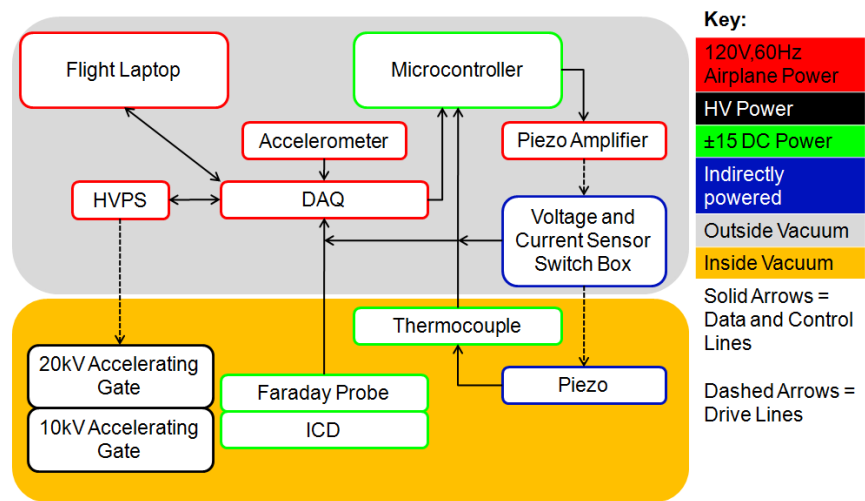 Flight Laptop
Microcontroller
Accelerometer
Piezo Amplifier
HVPS
DAQ
Voltage and
Current Sensor
Switch Box
Thermocouple
20kV Accelerating
Gate
Faraday Probe
Piezo
10kV Accelerating
Gate
ICD
Key:
120V,60Hz
Airplane Power
HV Power
±15 DC Power
Indirectly
powered
Outside Vacuum
Inside Vacuum
Solid Arrows =
Data and Control
Lines
Dashed Arrows =
Drive Lines